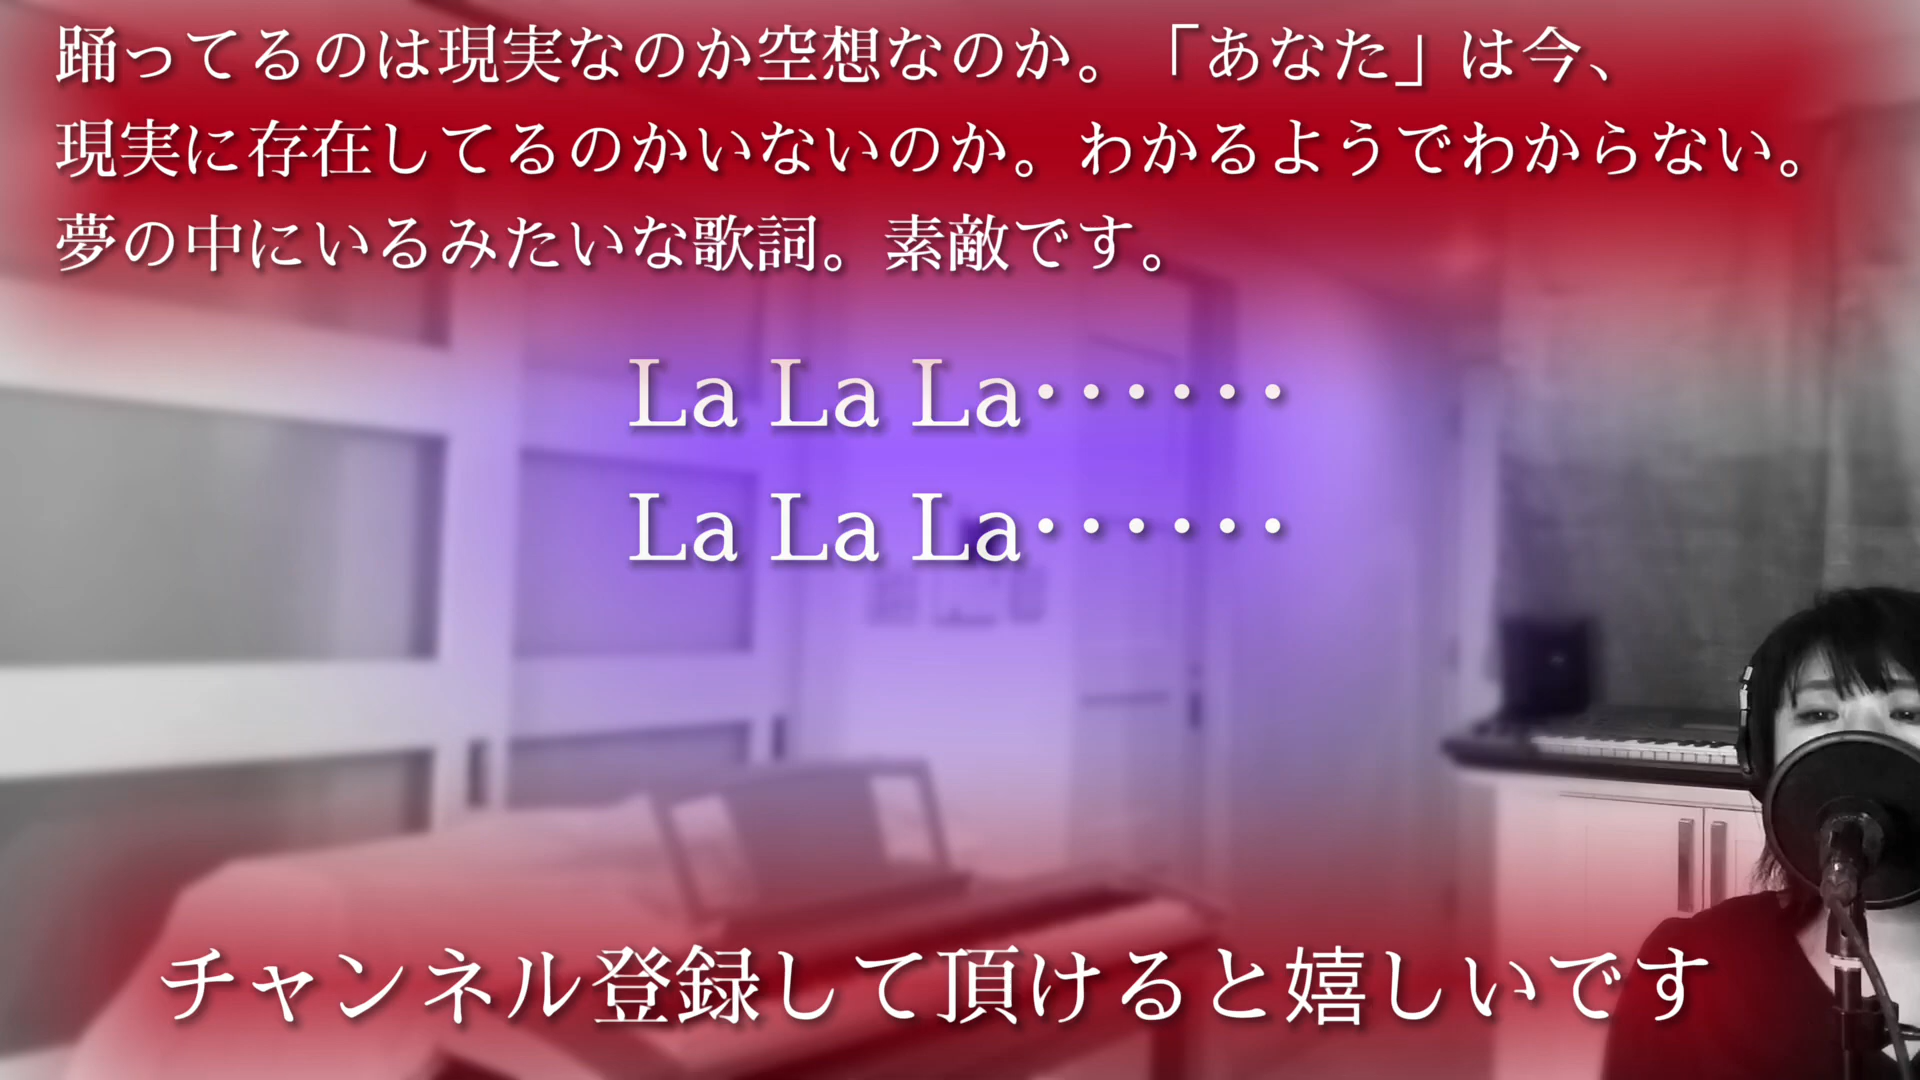 踊ってるのは現実なのか空想なのか。「あなた」は今、
現実に存在してるのかいないのか。わかるようでわからない。
夢の中にいるみたいな歌詞。素敵です。
La La La‥‥‥
La La La‥‥‥
チャンネル登録して頂けると嬉しいです